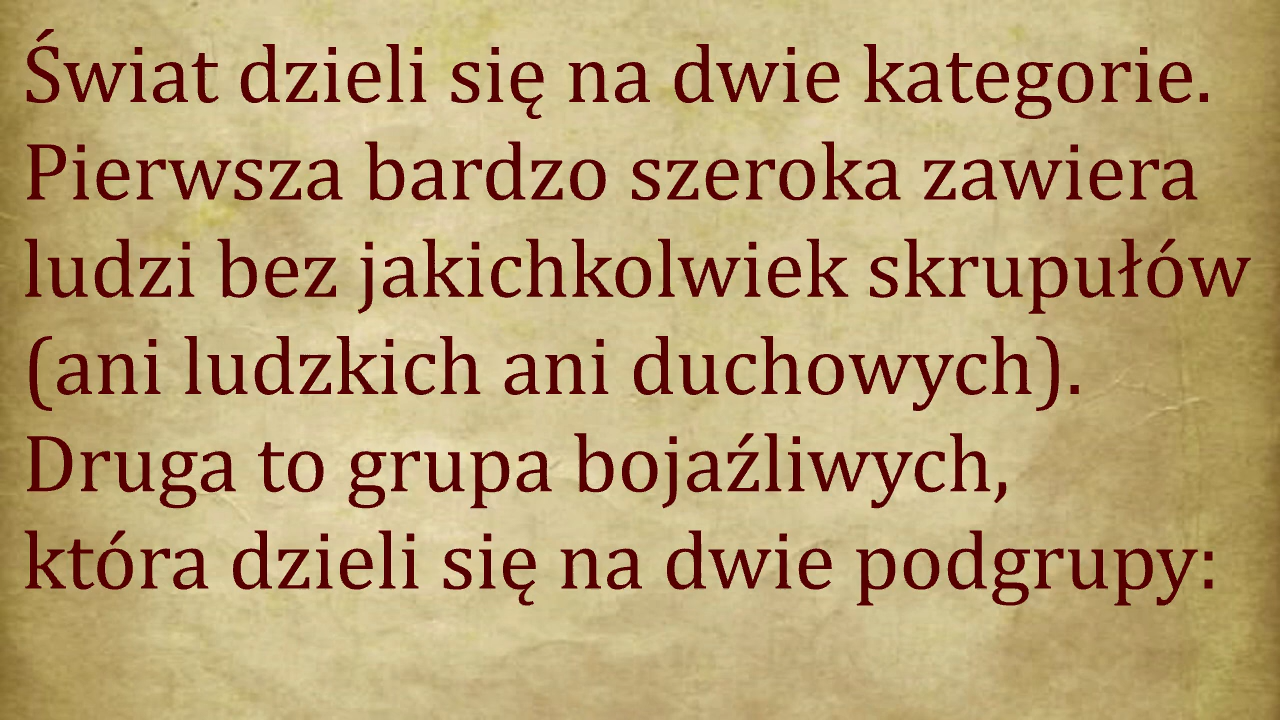 Świat dzieli się na dwie kategorie.
Pierwsza bardzo szeroka zawiera
ludzi bez jakichkolwiek skrupułów
(ani ludzkich ani duchowych).
Druga to grupa bojaźliwych,
która dzieli się na dwie podgrupy: